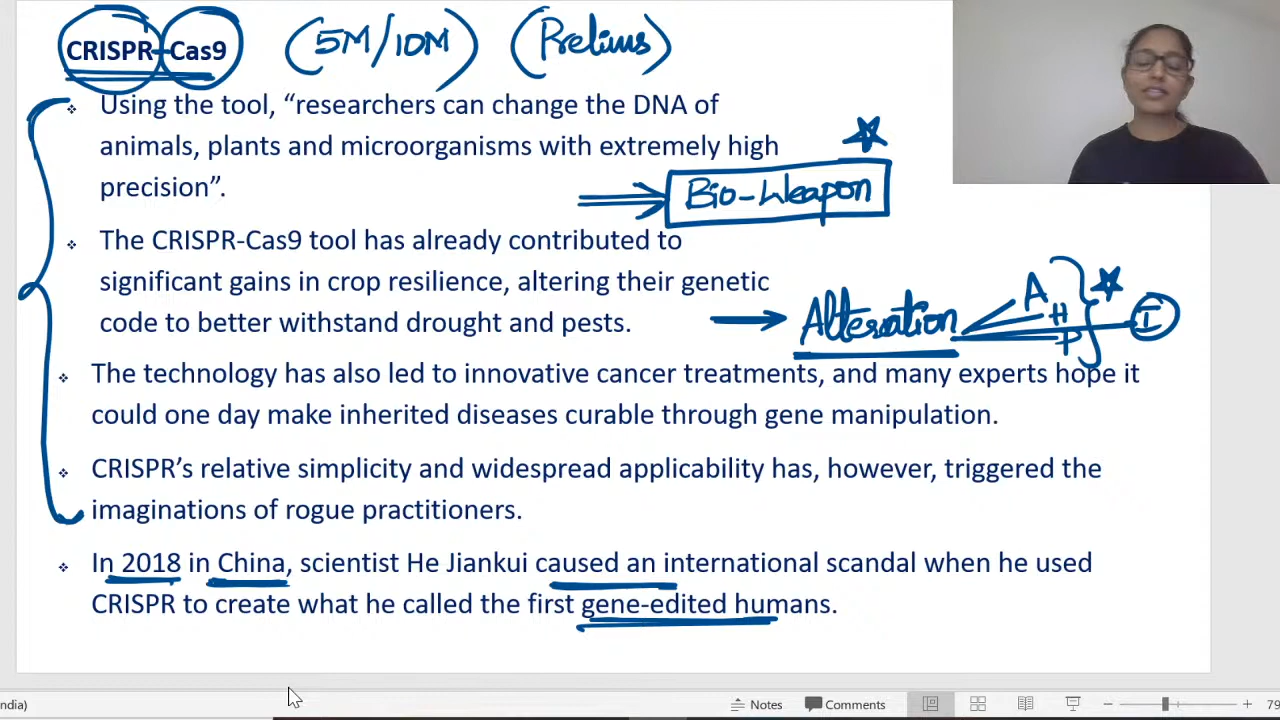 CRISPR-Cas9 (5M/10M) (Prelims)
❖ Using the tool, “researchers can change the DNA of
animals, plants and microorganisms with extremely high
precision”.
Bio-Weapon
❖ The CRISPR-Cas9 tool has already contributed to
significant gains in crop resilience, altering their genetic
code to better withstand drought and pests.
Alteration A H P I
❖ The technology has also led to innovative cancer treatments, and many experts hope it
could one day make inherited diseases curable through gene manipulation.
❖ CRISPR’s relative simplicity and widespread applicability has, however, triggered the
imaginations of rogue practitioners.
❖ In 2018 in China, scientist He Jiankui caused an international scandal when he used
CRISPR to create what he called the first gene-edited humans.
ndia) Notes Comments 79